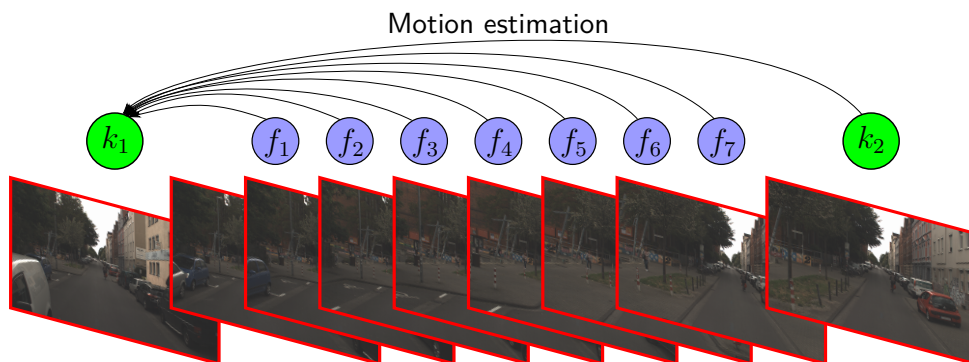 Motion estimation
k₁ f₁ f₂ f₃ f₄ f₅ f₆ f₇ k₂